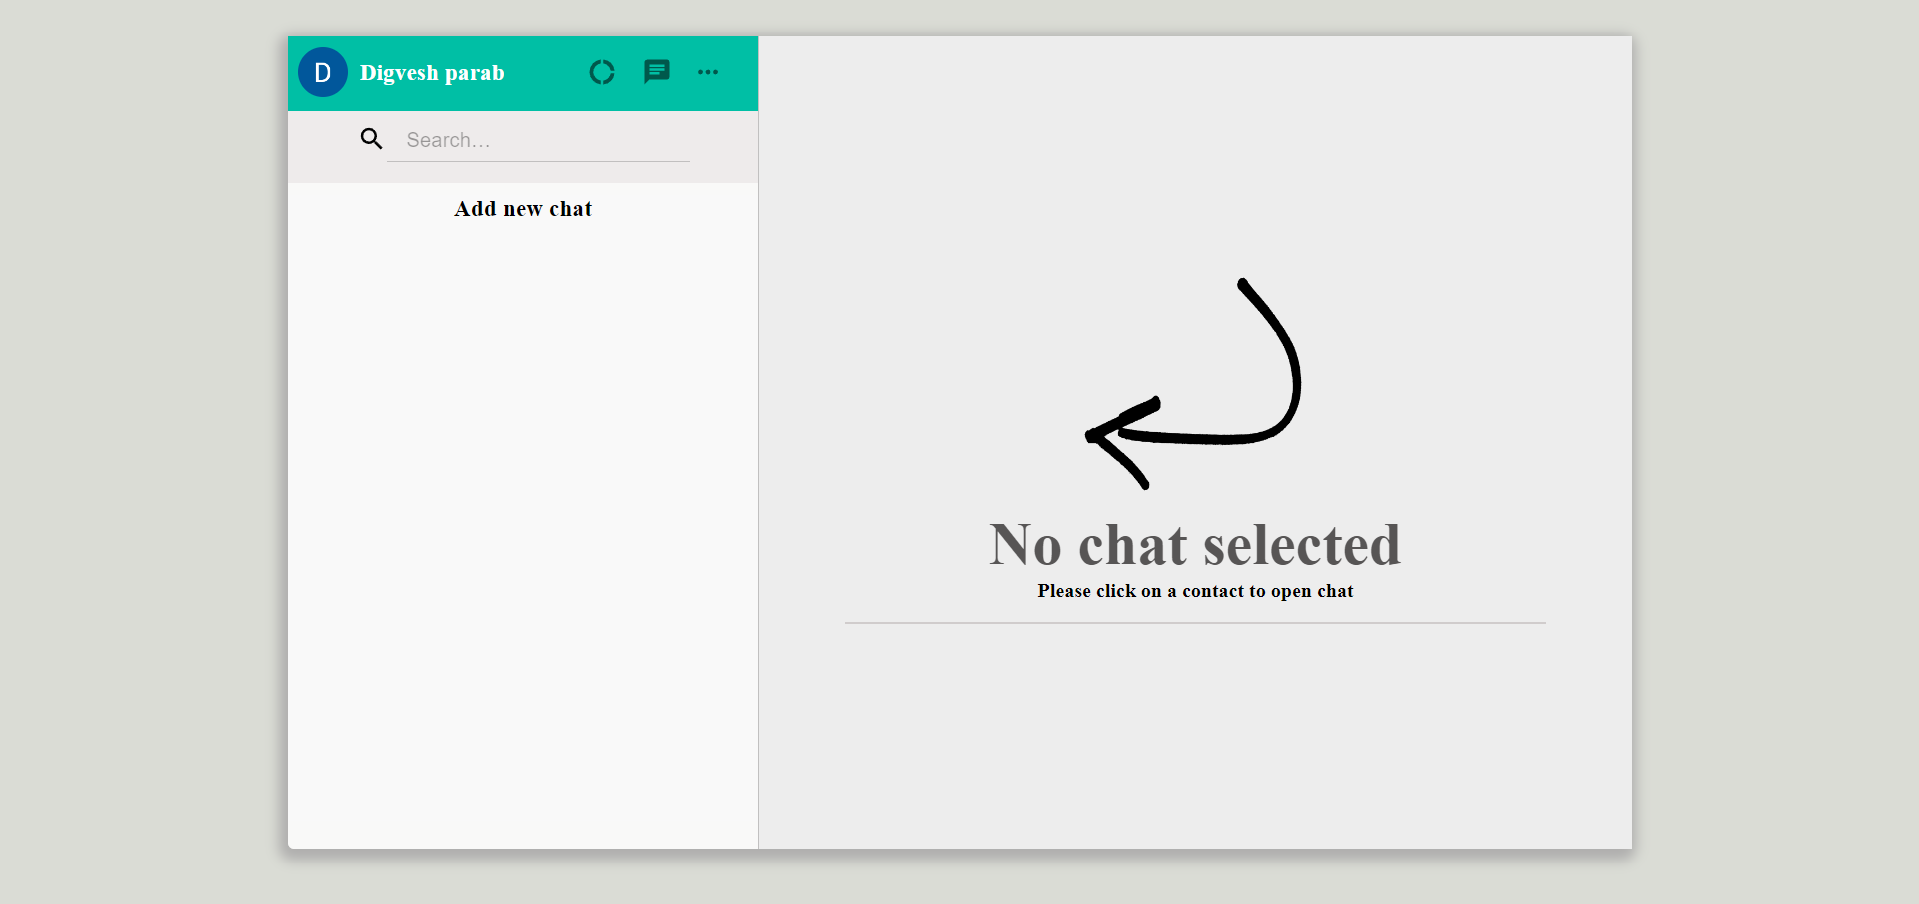 D
Digvesh parab
Search...
Add new chat
No chat selected
Please click on a contact to open chat